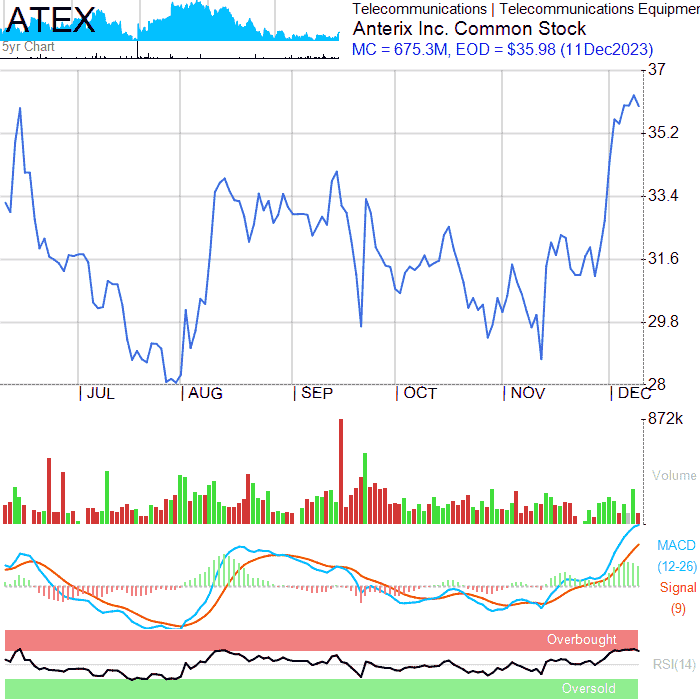 ATEX
5yr Chart
Telecommunications | Telecommunications Equipmen
Anterix Inc. Common Stock
MC = 675.3M, EOD = $35.98 (11Dec2023)
37
35.2
33.4
31.6
29.8
28
JUL AUG SEP OCT NOV DEC
872k
Volume
MACD
(12-26)
Signal
(9)
Overbought
RSI(14)
Oversold